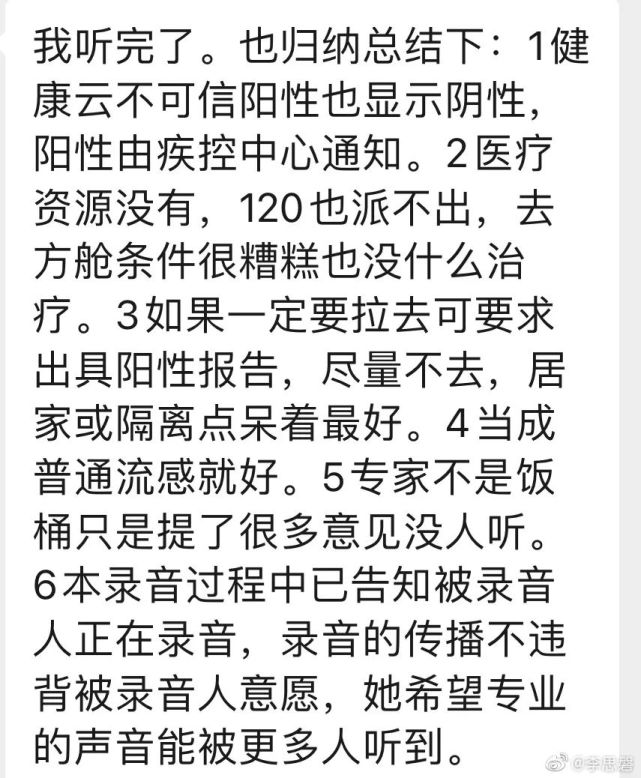 我听完了。也归纳总结下：1健
康云不可信阳性也显示阴性，
阳性由疾控中心通知。2医疗
资源没有，120也派不出，去
方舱条件很糟糕也没什么治
疗。3如果一定要拉去可要求
出具阳性报告，尽量不去，居
家或隔离点呆着最好。4当成
普通流感就好。5专家不是饭
桶只是提了很多意见没人听。
6本录音过程中已告知被录音
人正在录音，录音的传播不违
背被录音人意愿，她希望专业
的声音能被更多人听到。
@李思磐